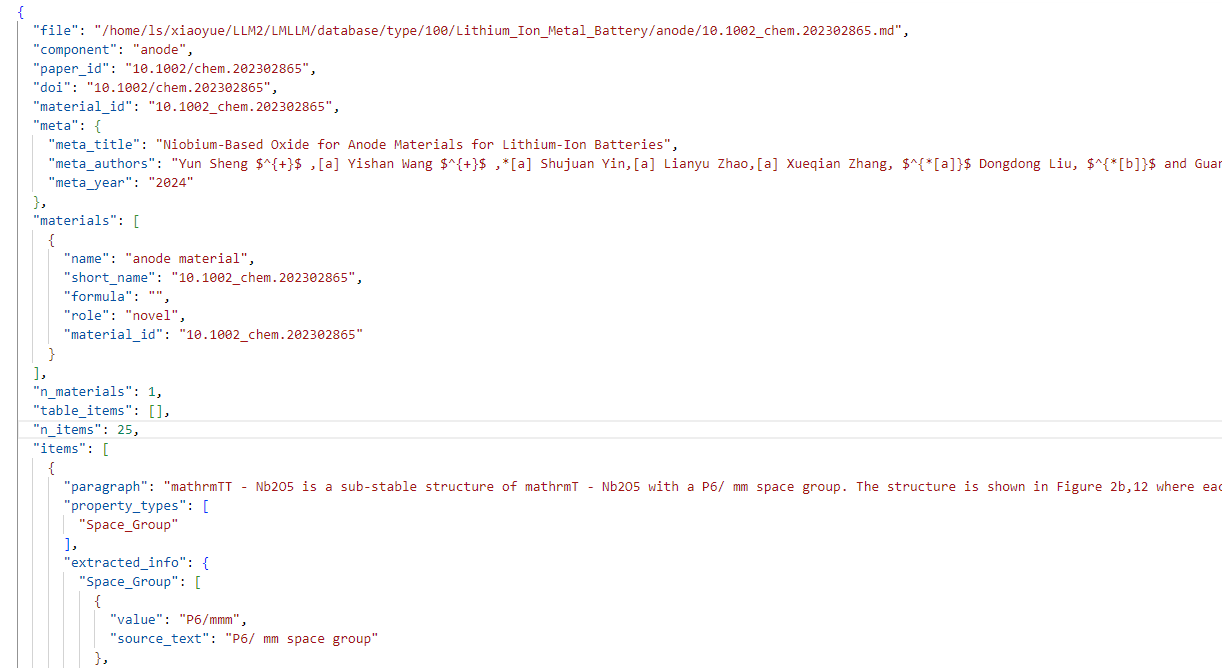 {
"file": "/home/ls/xiaoyue/LLM2/LMLLM/database/type/100/Lithium_Ion_Metal_Battery/anode/10.1002_chem.202302865.md",
"component": "anode",
"paper_id": "10.1002/chem.202302865",
"doi": "10.1002/chem.202302865",
"material_id": "10.1002_chem.202302865",
"meta": {
"meta_title": "Niobium-Based Oxide for Anode Materials for Lithium-Ion Batteries",
"meta_authors": "Yun Sheng $^{+}$ ,[a] Yishan Wang $^{+}$ ,*[a] Shujuan Yin,[a] Lianyu Zhao,[a] Xueqian Zhang, $^{*[a]}$ Dongdong Liu, $^{*[b]}$ and Guan
"meta_year": "2024"
},
"materials": [
{
"name": "anode material",
"short_name": "10.1002_chem.202302865",
"formula": "",
"role": "novel",
"material_id": "10.1002_chem.202302865"
}
],
"n_materials": 1,
"table_items": [],
"n_items": 25,
"items": [
{
"paragraph": "mathrmTT - Nb2O5 is a sub-stable structure of mathrmT - Nb2O5 with a P6/ mm space group. The structure is shown in Figure 2b,12 where eac
"property_types": [
"Space_Group"
],
"extracted_info": {
"Space_Group": [
{
"value": "P6/mmm",
"source_text": "P6/ mm space group"
},